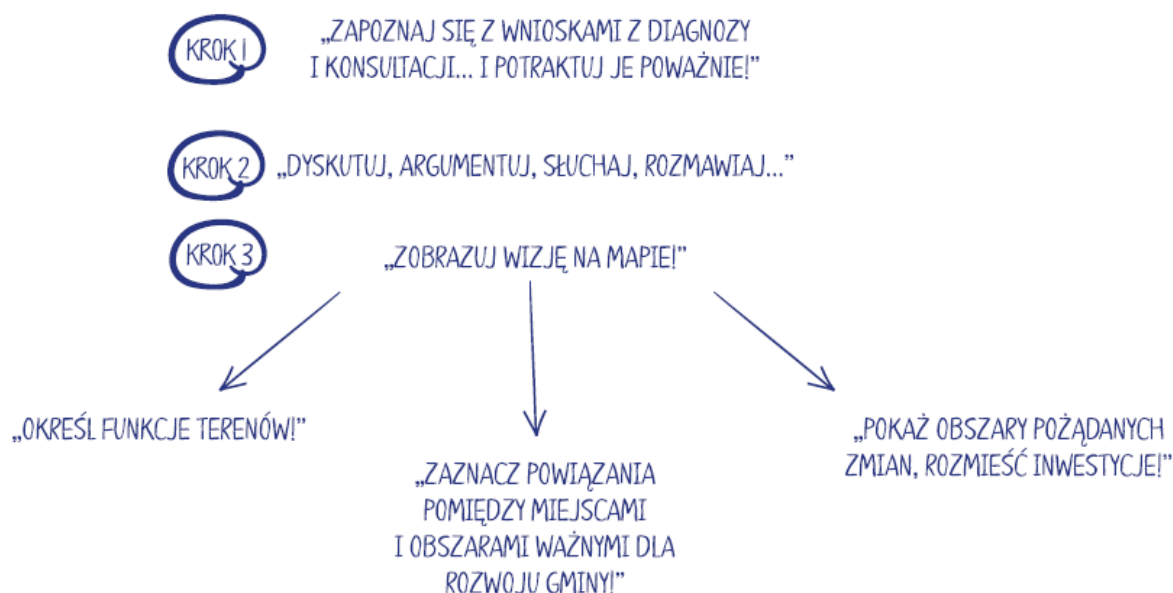 KROK 1
„ZAPOZNAJ SIĘ Z WNIOSKAMI Z DIAGNOZY
I KONSULTACJI... I POTRAKTUJ JE POWAŻNIE!”
KROK 2
„DYSKUTUJ, ARGUMENTUJ, SŁUCHAJ, ROZMAWIAJ...”
KROK 3
„ZOBRAZUJ WIZJĘ NA MAPIE!”
„OKREŚL FUNKCJE TERENÓW!”
„ZAZNACZ POWIĄZANIA
POMIĘDZY MIEJSCAMI
I OBSZARAMI WAŻNYMI DLA
ROZWOJU GMINY!”
„POKAŻ OBSZARY POŻĄDANYCH
ZMIAN, ROZMIEŚĆ INWESTYCJE!”